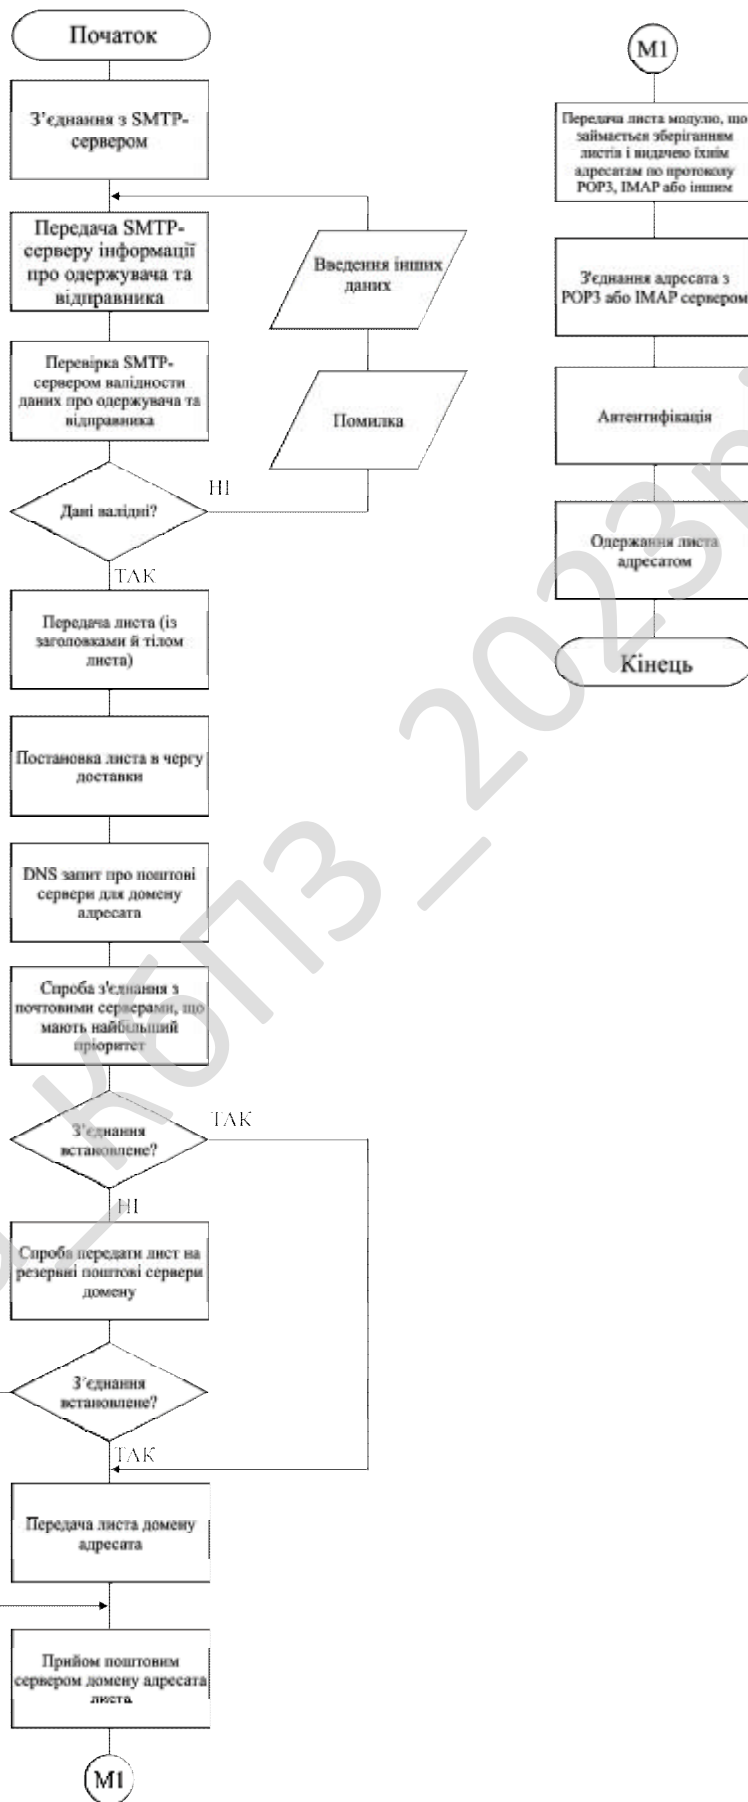 Початок
З’єднання з SMTP-
сервером
Передача SMTP-
серверу інформації
про одержувача та
відправника
Введення інших
даних
Перевірка SMTP-
сервером валідности
даних про одержувача та
відправника
Помилка
Дані валідні?
НІ
ТАК
Передача листа (із
заголовками й тілом
листа)
Постановка листа в чергу
доставки
DNS запит про поштові
сервери для домену
адресата
Спроба з'єднання з
почтовими серверами, що
мають найбільший
пріоритет
З’єднання
встановлене?
ТАК
НІ
Спроба передати лист на
резервні поштові сервери
домену
З’єднання
встановлене?
ТАК
Передача листа домену
адресата
Прийом поштовим
сервером домену адресата
листа
М1
М1
Передача листа модулю, що
займається зберіганням
листів і видачею їхнім
адресатам по протоколу
POP3, IMAP або іншим
З'єднання адресата з
POP3 або IMAP сервером
Автентифікація
Одержання листа
адресатом
Кінець
КбПЗ_2023